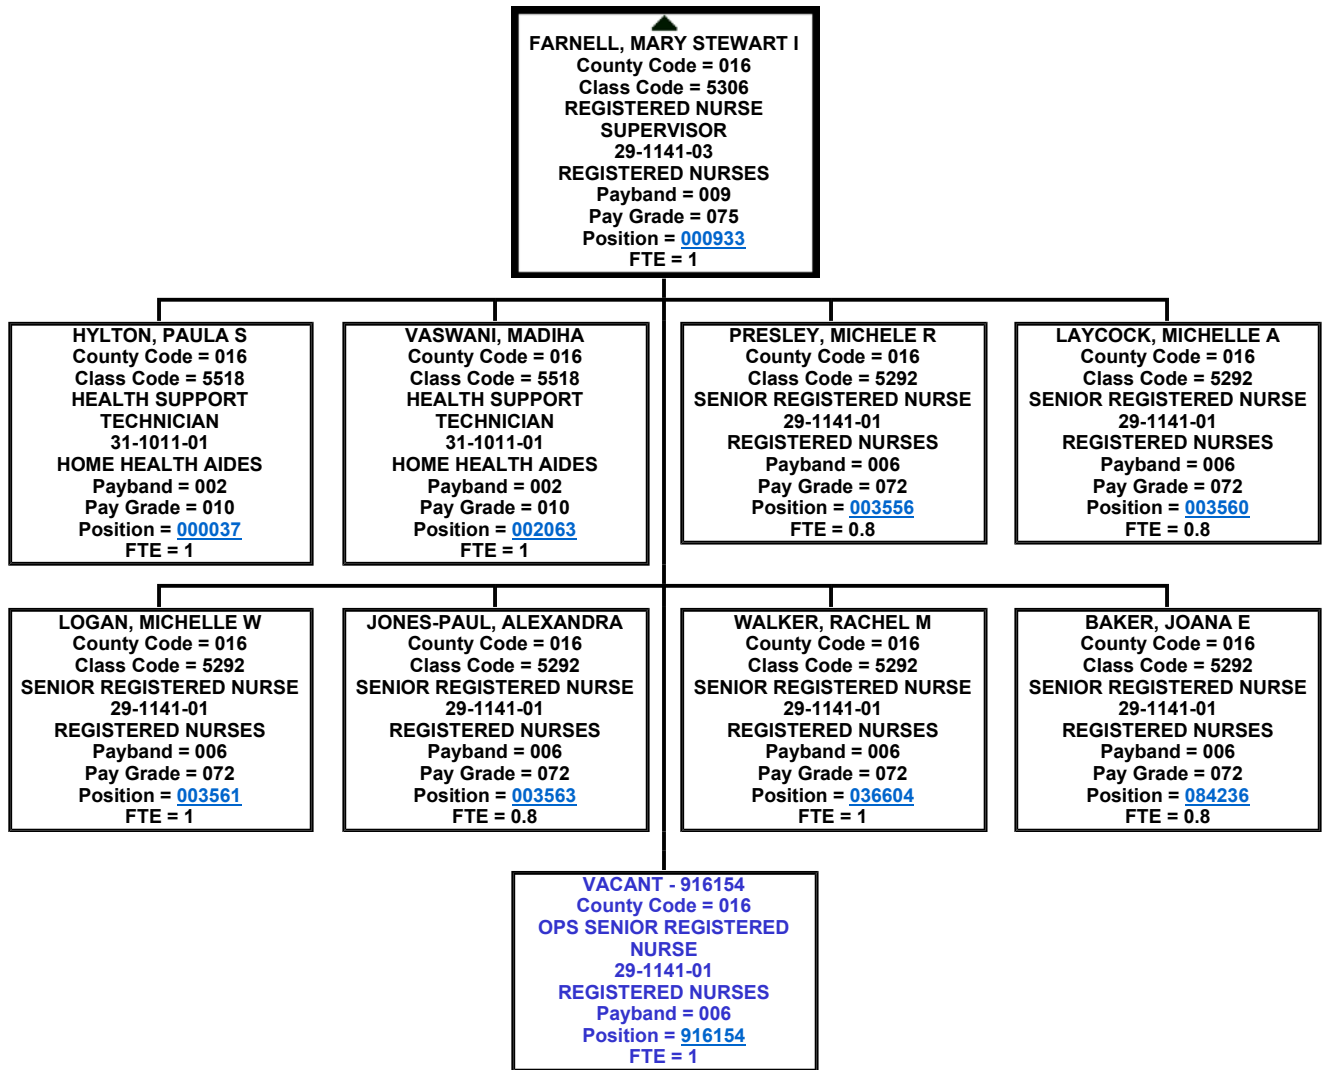 FARNELL, MARY STEWART I
County Code = 016
Class Code = 5306
REGISTERED NURSE
SUPERVISOR
29-1141-03
REGISTERED NURSES
Payband = 009
Pay Grade = 075
Position = 000933
FTE = 1
HYLTON, PAULA S
County Code = 016
Class Code = 5518
HEALTH SUPPORT
TECHNICIAN
31-1011-01
HOME HEALTH AIDES
Payband = 002
Pay Grade = 010
Position = 000037
FTE = 1
VASWANI, MADIHA
County Code = 016
Class Code = 5518
HEALTH SUPPORT
TECHNICIAN
31-1011-01
HOME HEALTH AIDES
Payband = 002
Pay Grade = 010
Position = 002063
FTE = 1
PRESLEY, MICHELE R
County Code = 016
Class Code = 5292
SENIOR REGISTERED NURSE
29-1141-01
REGISTERED NURSES
Payband = 006
Pay Grade = 072
Position = 003556
FTE = 0.8
LAYCOCK, MICHELLE A
County Code = 016
Class Code = 5292
SENIOR REGISTERED NURSE
29-1141-01
REGISTERED NURSES
Payband = 006
Pay Grade = 072
Position = 003560
FTE = 0.8
LOGAN, MICHELLE W
County Code = 016
Class Code = 5292
SENIOR REGISTERED NURSE
29-1141-01
REGISTERED NURSES
Payband = 006
Pay Grade = 072
Position = 003561
FTE = 1
JONES-PAUL, ALEXANDRA
County Code = 016
Class Code = 5292
SENIOR REGISTERED NURSE
29-1141-01
REGISTERED NURSES
Payband = 006
Pay Grade = 072
Position = 003563
FTE = 0.8
WALKER, RACHEL M
County Code = 016
Class Code = 5292
SENIOR REGISTERED NURSE
29-1141-01
REGISTERED NURSES
Payband = 006
Pay Grade = 072
Position = 036604
FTE = 1
BAKER, JOANA E
County Code = 016
Class Code = 5292
SENIOR REGISTERED NURSE
29-1141-01
REGISTERED NURSES
Payband = 006
Pay Grade = 072
Position = 084236
FTE = 0.8
VACANT - 916154
County Code = 016
OPS SENIOR REGISTERED
NURSE
29-1141-01
REGISTERED NURSES
Payband = 006
Position = 916154
FTE = 1